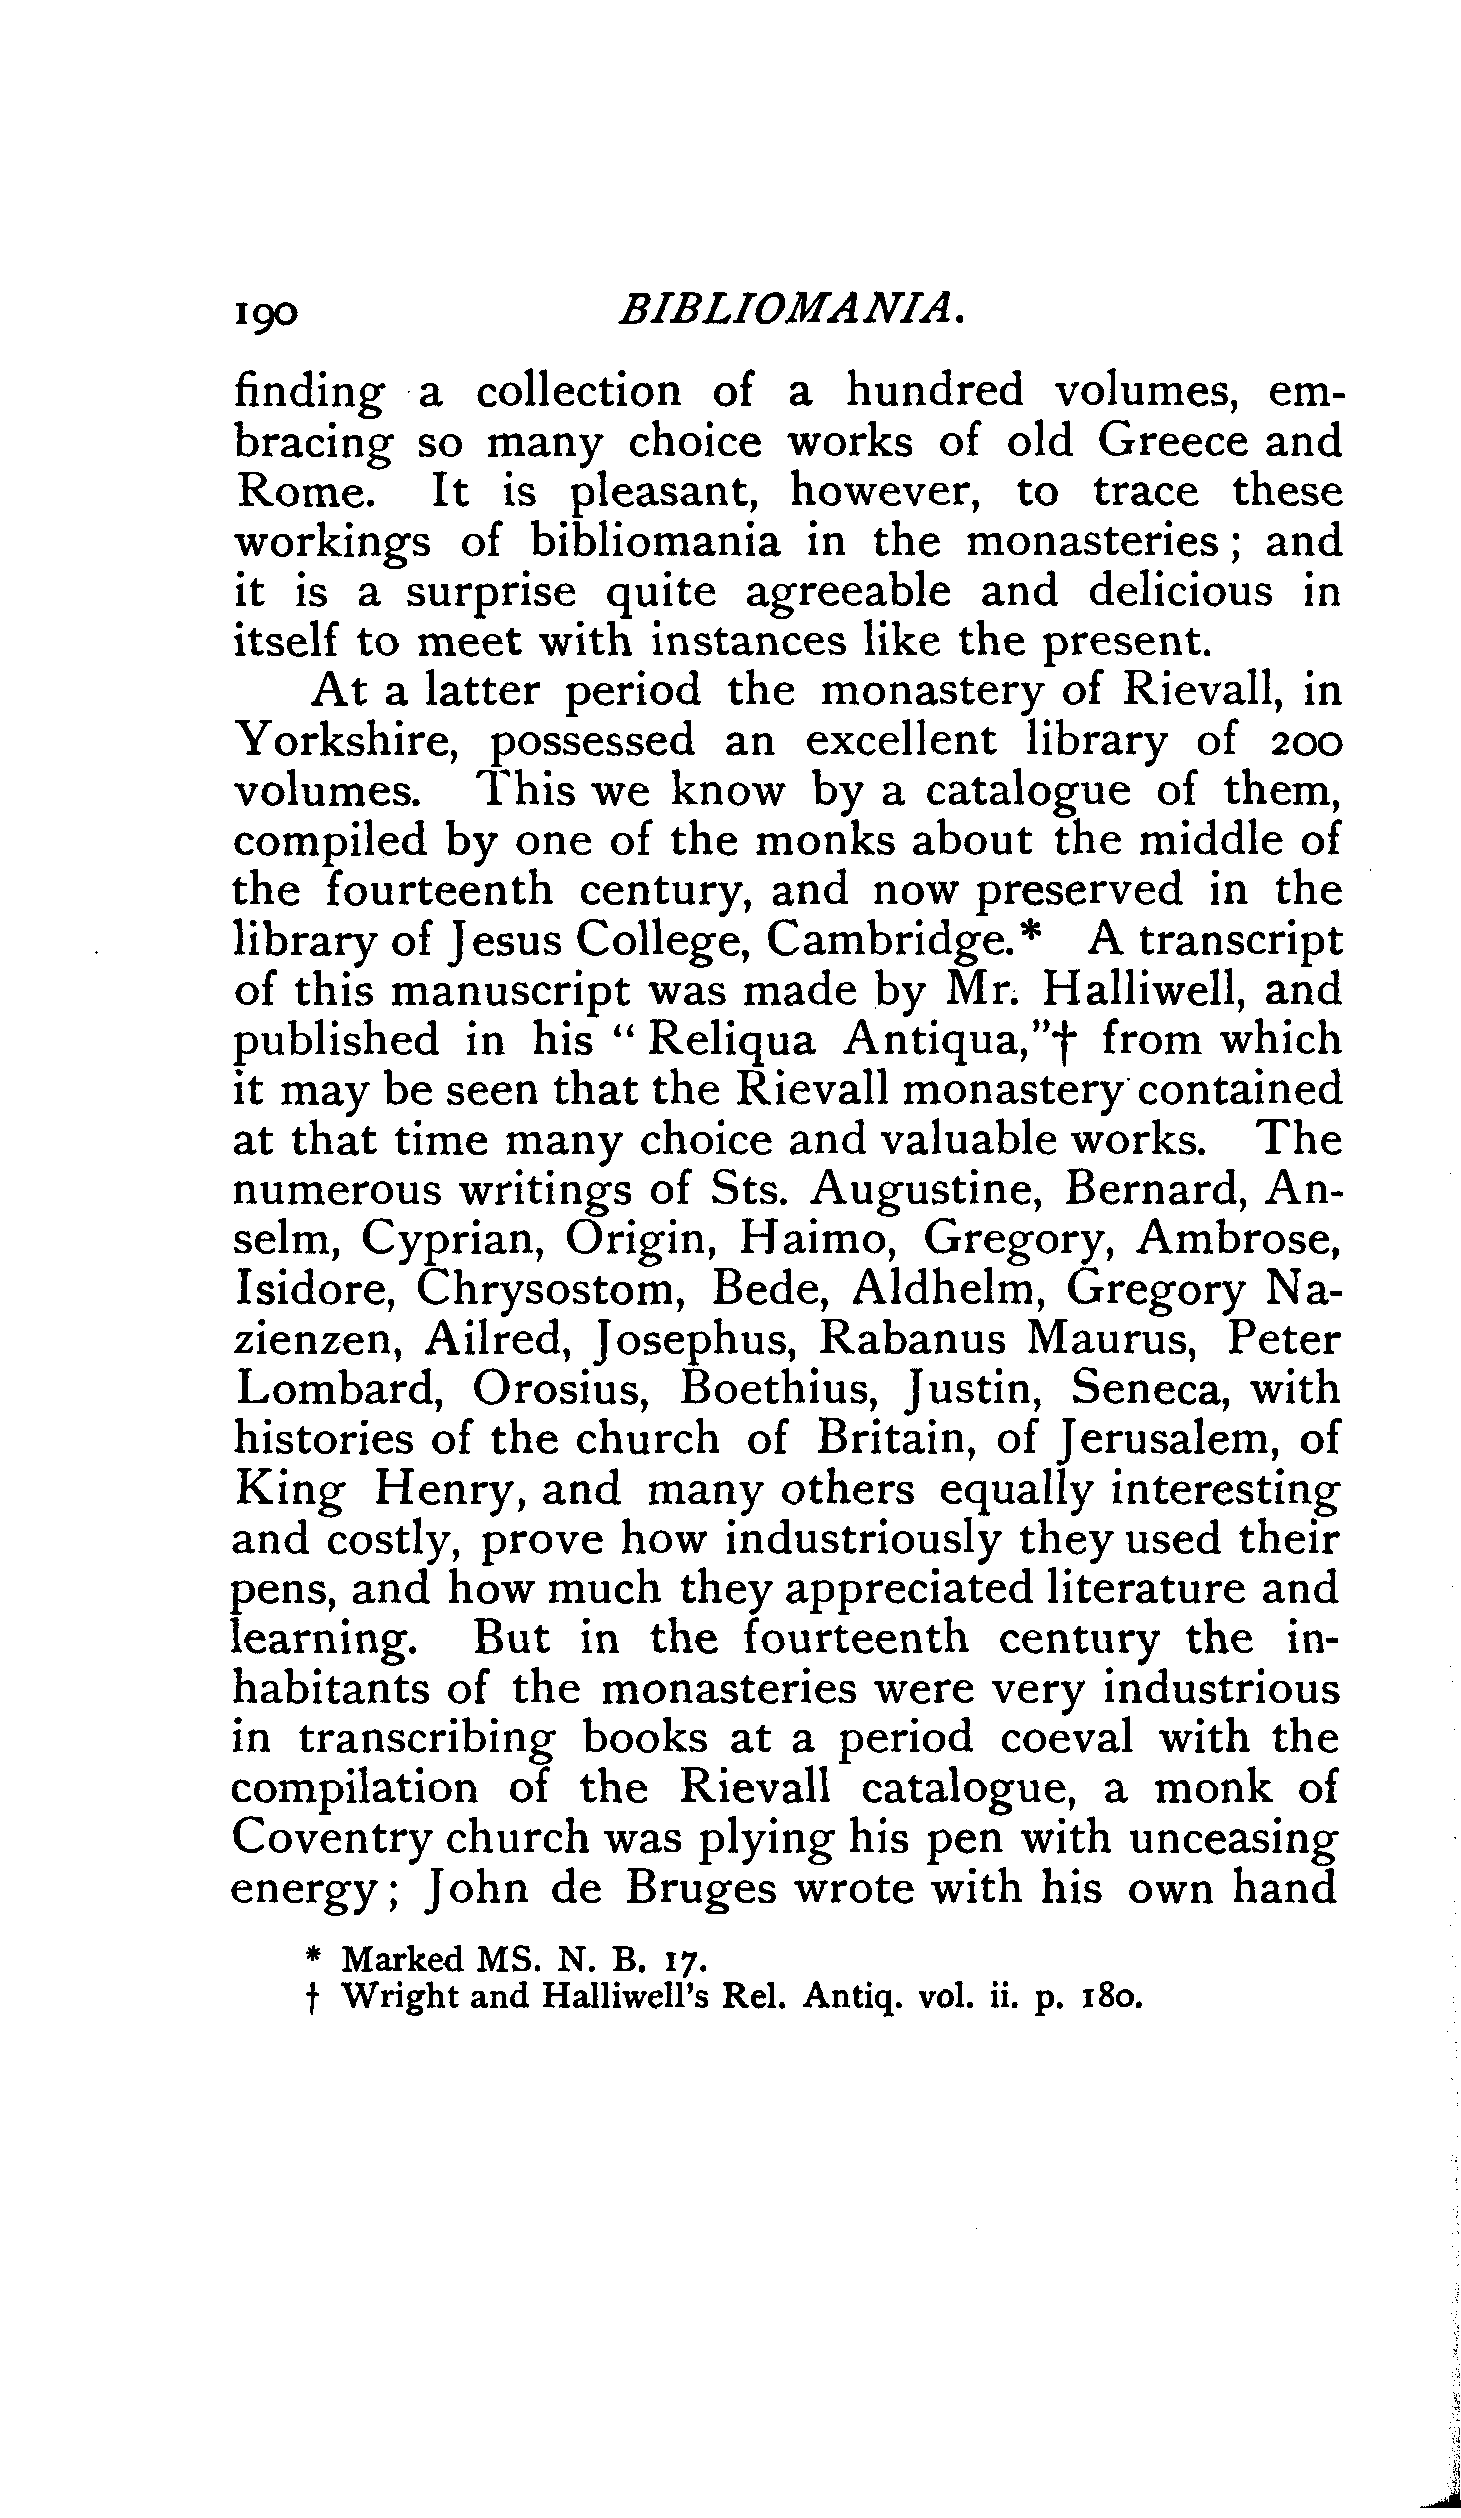 190 BIBLIOMANIA.
finding a collection of a hundred volumes, em-
bracing so many choice works of old Greece and
Rome. It is pleasant, however, to trace these
workings of bibliomania in the monasteries ; and
it is a surprise quite agreeable and delicious in
itself to meet with instances like the present.
At a latter period the monastery of Rievall, in
Yorkshire, possessed an excellent library of 200
volumes. This we know by a catalogue of them,
compiled by one of the monks about the middle of
the fourteenth century, and now preserved in the
library of Jesus College, Cambridge.* A transcript
of this manuscript was made by Mr. Halliwell, and
published in his “ Reliqua Antiqua,”† from which
it may be seen that the Rievall monastery contained
at that time many choice and valuable works. The
numerous writings of Sts. Augustine, Bernard, An-
selm, Cyprian, Origin, Haimo, Gregory, Ambrose,
Isidore, Chrysostom, Bede, Aldhelm, Gregory Na-
zienzen, Ailred, Josephus, Rabanus Maurus, Peter
Lombard, Orosius, Boethius, Justin, Seneca, with
histories of the church of Britain, of Jerusalem, of
King Henry, and many others equally interesting
and costly, prove how industriously they used their
pens, and how much they appreciated literature and
learning. But in the fourteenth century the in-
habitants of the monasteries were very industrious
in transcribing books at a period coeval with the
compilation of the Rievall catalogue, a monk of
Coventry church was plying his pen with unceasing
energy ; John de Bruges wrote with his own hand
* Marked MS. N. B. 17.
† Wright and Halliwell's Rel. Antiq. vol. ii. p. 180.